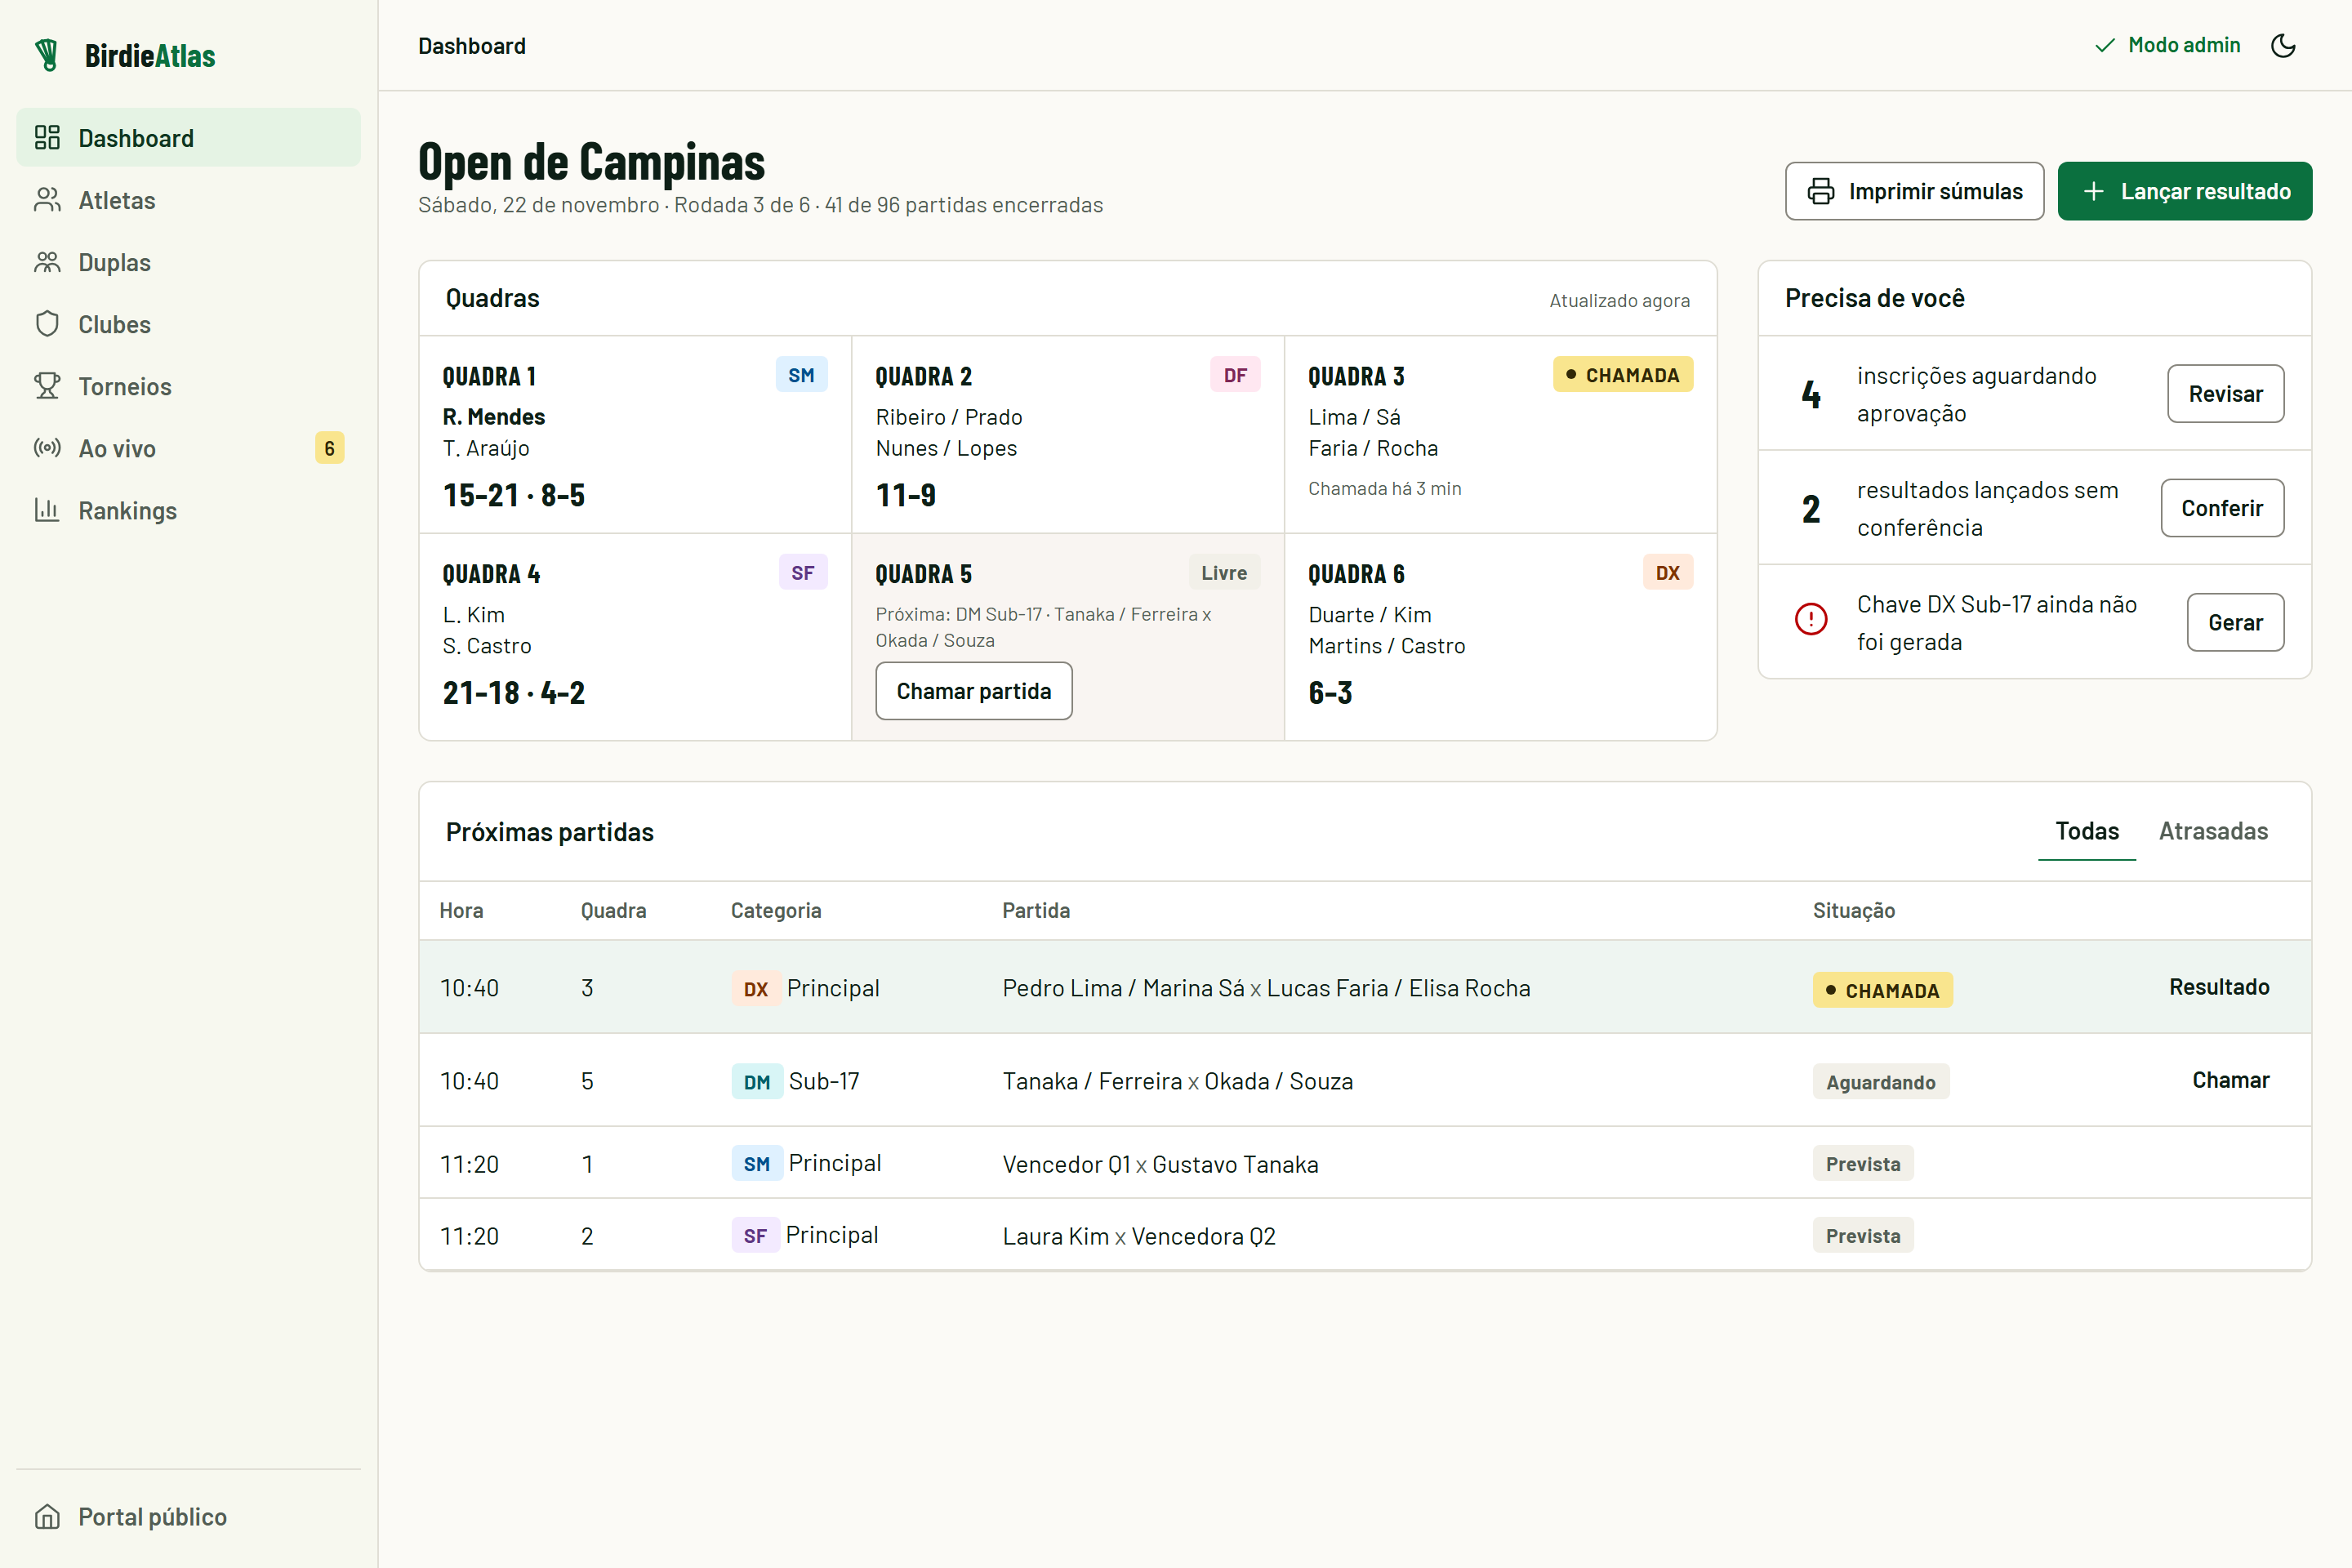 BirdieAtlas
Dashboard
Atletas
Duplas
Clubes
Torneios
Ao vivo 6
Rankings
Portal público
Dashboard
Modo admin
Open de Campinas
Sábado, 22 de novembro · Rodada 3 de 6 · 41 de 96 partidas encerradas
Imprimir súmulas
Lançar resultado
Quadras
Atualizado agora
QUADRA 1 SM
R. Mendes
T. Araújo
15–21 · 8–5
QUADRA 2 DF
Ribeiro / Prado
Nunes / Lopes
11–9
QUADRA 3 CHAMADA
Lima / Sá
Faria / Rocha
Chamada há 3 min
QUADRA 4 SF
L. Kim
S. Castro
21–18 · 4–2
QUADRA 5 Livre
Próxima: DM Sub-17 · Tanaka / Ferreira x
Okada / Souza
Chamar partida
QUADRA 6 DX
Duarte / Kim
Martins / Castro
6–3
Precisa de você
4 inscrições aguardando
aprovação
Revisar
2 resultados lançados sem
conferência
Conferir
Chave DX Sub-17 ainda não
foi gerada
Gerar
Próximas partidas
Todas Atrasadas
Hora Quadra Categoria Partida Situação
10:40 3 DX Principal Pedro Lima / Marina Sá x Lucas Faria / Elisa Rocha CHAMADA Resultado
10:40 5 DM Sub-17 Tanaka / Ferreira x Okada / Souza Aguardando Chamar
11:20 1 SM Principal Vencedor Q1 x Gustavo Tanaka Prevista
11:20 2 SF Principal Laura Kim x Vencedora Q2 Prevista